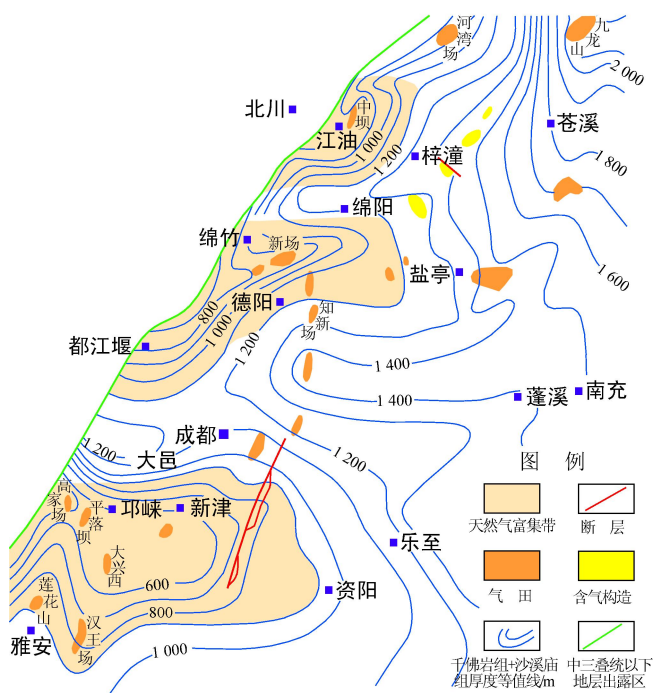 河
湾
场
九
龙
山
2 000
北川
中
坝
江油
1 000
1 200
梓潼
苍溪
1 800
绵阳
绵竹
新场
盐亭
1 600
800
1 000
德阳
知
新
场
都江堰
1 200
1 400
1 400
蓬溪
南充
成都
1 200
大邑
1 200
高
家
场
平
落
坝
邛崃
新津
大
兴
西
600
乐至
莲
花
山
汉
王
场
800
资阳
雅安
1 000
图 例
天然气富集带
断 层
气 田
含气构造
千佛岩组+沙溪庙
组厚度等值线/m
中三叠统以下
地层出露区